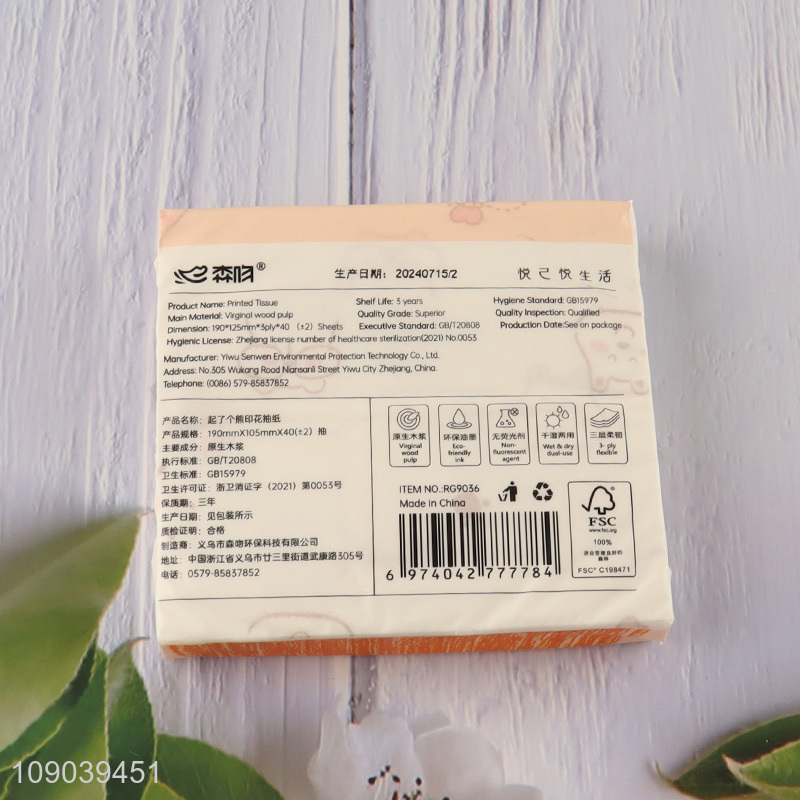 森吻®
生产日期：20240715/2
悦己悦生活
Product Name: Printed Tissue
Shelf Life: 3 years
Hygiene Standard: GB15979
Main Material: Virginal wood pulp
Quality Grade: Superior
Quality Inspection: Qualified
Dimension: 190*125mm*3ply*40 (±2) Sheets
Executive Standard: GB/T20808
Production Date:See on package
Hygienic License: Zhejiang license number of healthcare sterilization(2021) No.0053
Manufacturer: Yiwu Senwen Environmental Protection Technology Co., Ltd.
Address: No.305 Wukang Road Niansanli Street Yiwu City Zhejiang, China.
Telephone: (0086) 579-85837852
产品名称：起了个熊印花抽纸
产品规格：190mmX105mmX40(±2) 抽
主要成分：原生木浆
执行标准：GB/T20808
卫生标准：GB15979
卫生许可证：浙卫消证字（2021）第0053号
保质期：三年
生产日期：见包装所示
质检证明：合格
制造商：义乌市森吻环保科技有限公司
地址：中国浙江省义乌市廿三里街道武康路305号
电话：0579-85837852
原生木浆
Virginal
wood
pulp
环保油墨
Eco-
friendly
ink
无荧光剂
Non-
fluorescent
agent
干湿两用
Wet & dry
dual-use
三层柔韧
3- ply
flexible
ITEM NO.:RG9036
Made in China
6 974042 777784
FSC
www.fsc.org
100%
源自管理良好的
森林
FSC® C198471
109039451